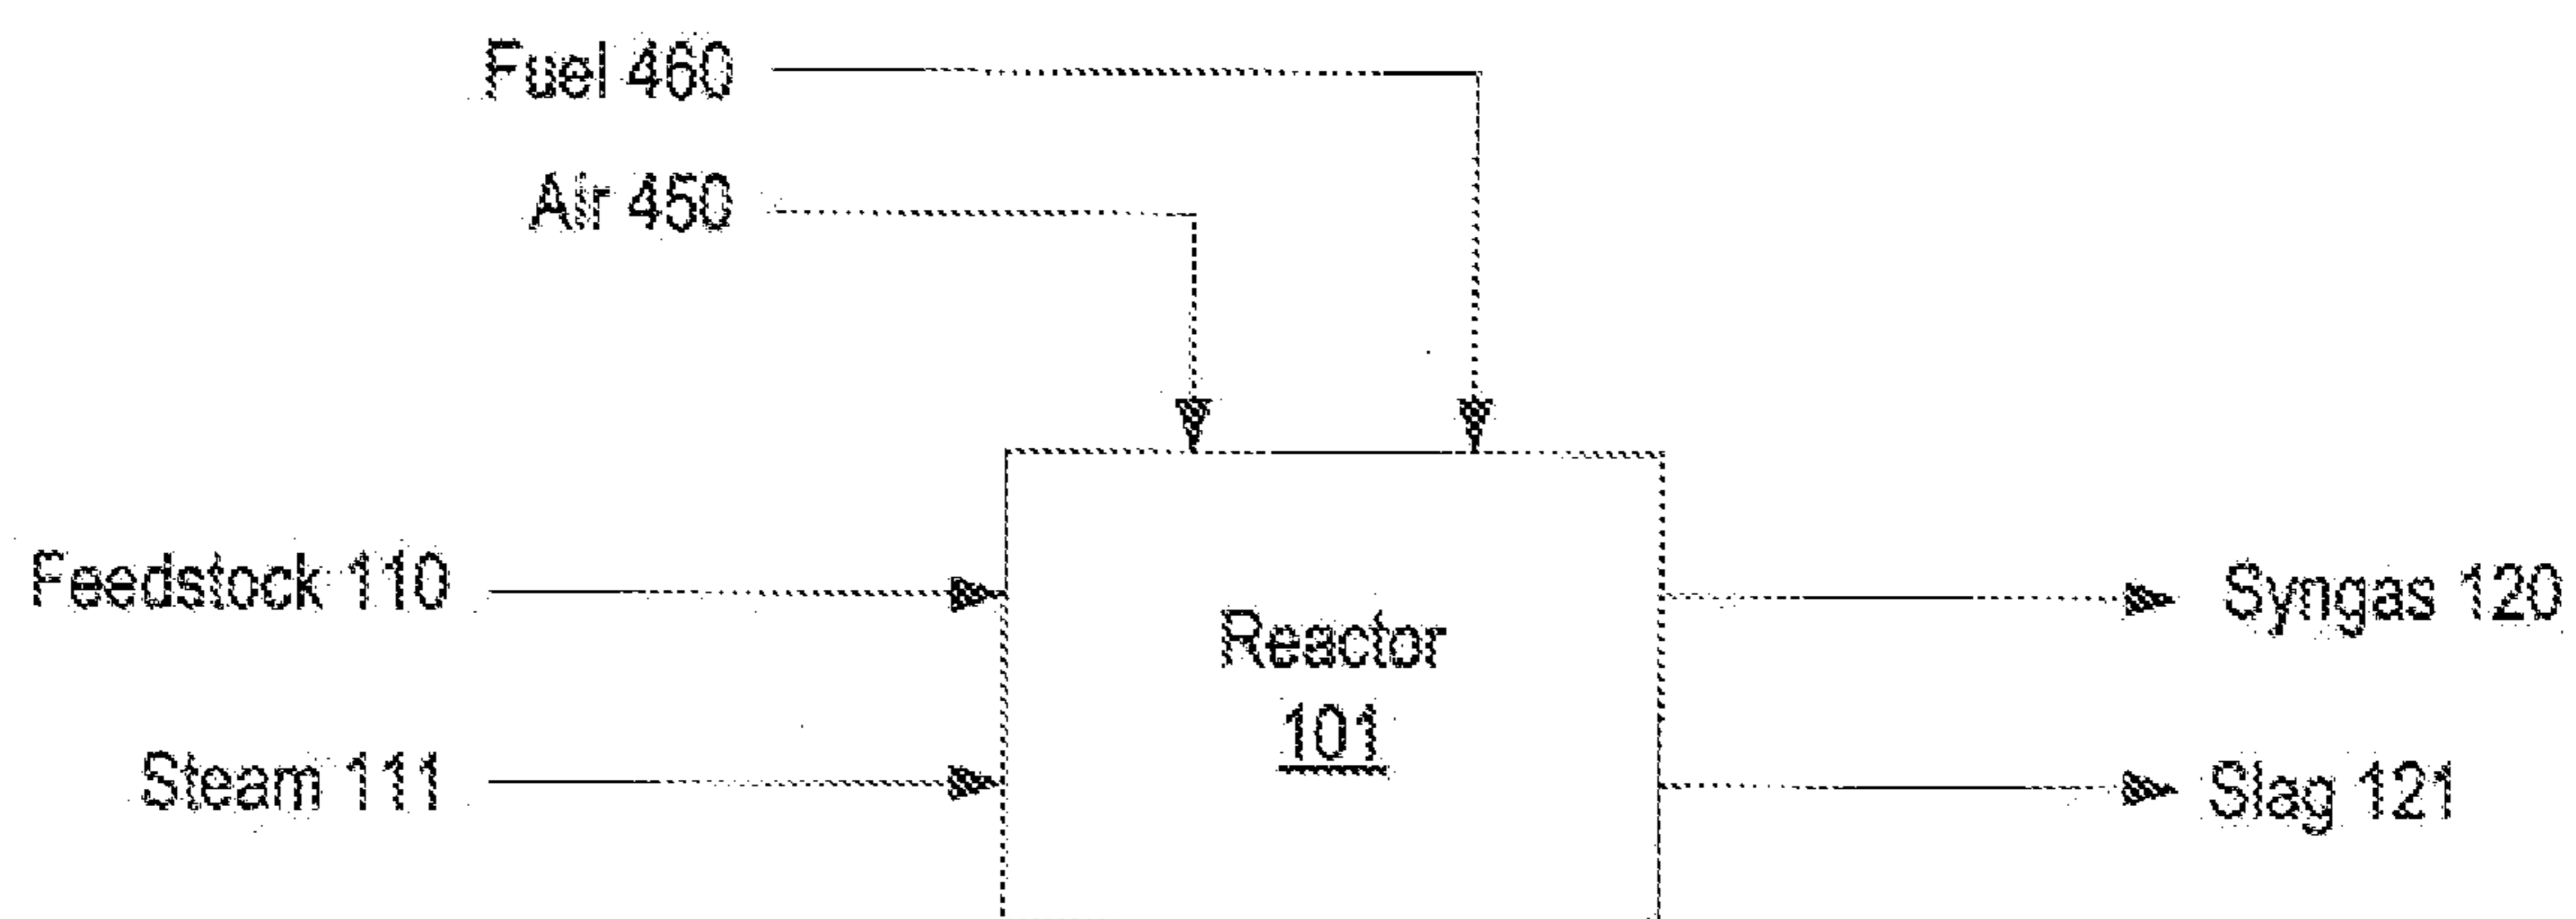 Fuel 460
Air 450
Feedstock 110
Steam 111
Reactor
101
Syngas 120
Slag 121